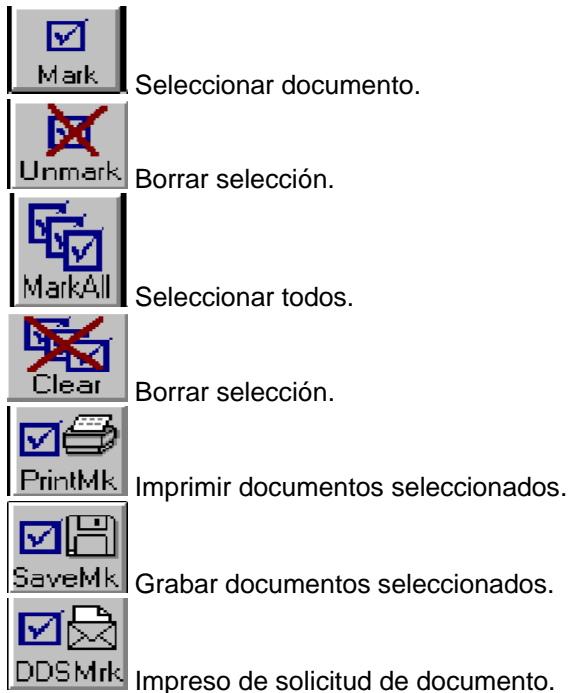 Mark Seleccionar documento.
Unmark Borrar selección.
MarkAll Seleccionar todos.
Clear Borrar selección.
PrintMk Imprimir documentos seleccionados.
SaveMk Grabar documentos seleccionados.
DDSMrk Impreso de solicitud de documento.